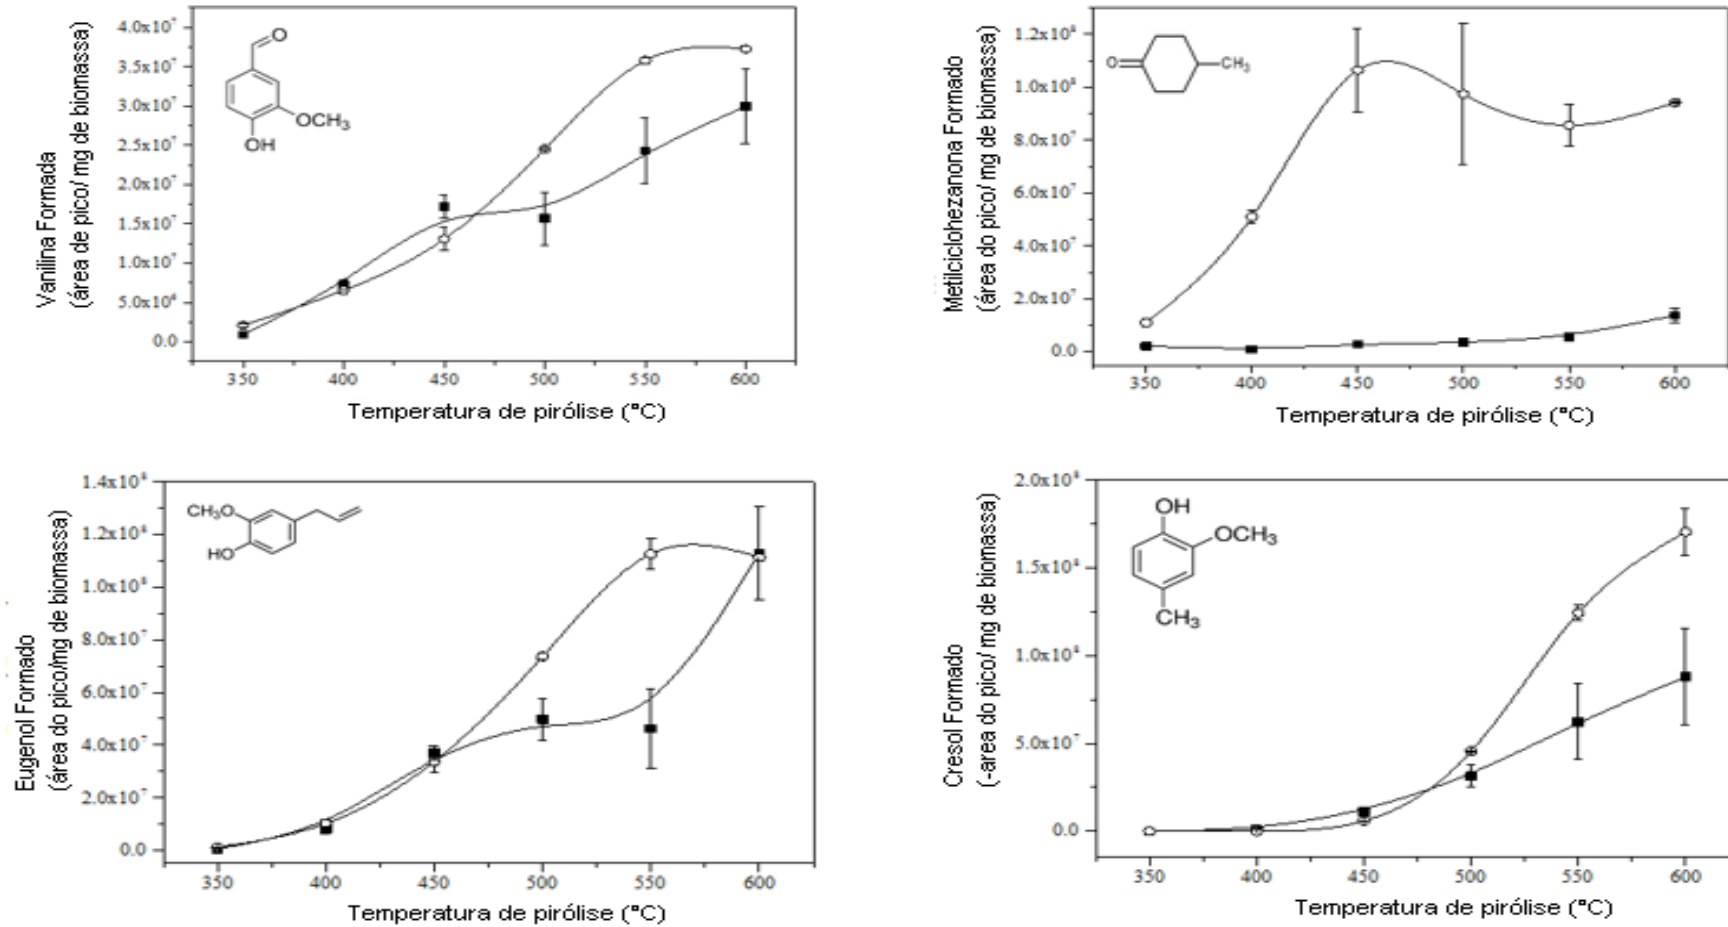 Vanilina Formada
(área de pico/ mg de biomassa)
4.0x10⁷
3.5x10⁷
3.0x10⁷
2.5x10⁷
2.0x10⁷
1.5x10⁷
1.0x10⁷
5.0x10⁶
0.0
O
OCH₃
OH
350 400 450 500 550 600
Temperatura de pirólise (°C)
Metilciclohezanona Formado
(área do pico/ mg de biomassa)
1.2x10⁸
1.0x10⁸
8.0x10⁷
6.0x10⁷
4.0x10⁷
2.0x10⁷
0.0
O
CH₃
350 400 450 500 550 600
Temperatura de pirólise (°C)
Eugenol Formado
(área do pico/mg de biomassa)
1.4x10⁸
1.2x10⁸
1.0x10⁸
8.0x10⁷
6.0x10⁷
4.0x10⁷
2.0x10⁷
0.0
CH₃O
HO
350 400 450 500 550 600
Temperatura de pirólise (°C)
Cresol Formado
(-area do pico/ mg de biomassa)
2.0x10⁸
1.5x10⁸
1.0x10⁸
5.0x10⁷
0.0
OH
OCH₃
CH₃
350 400 450 500 550 600
Temperatura de pirólise (°C)